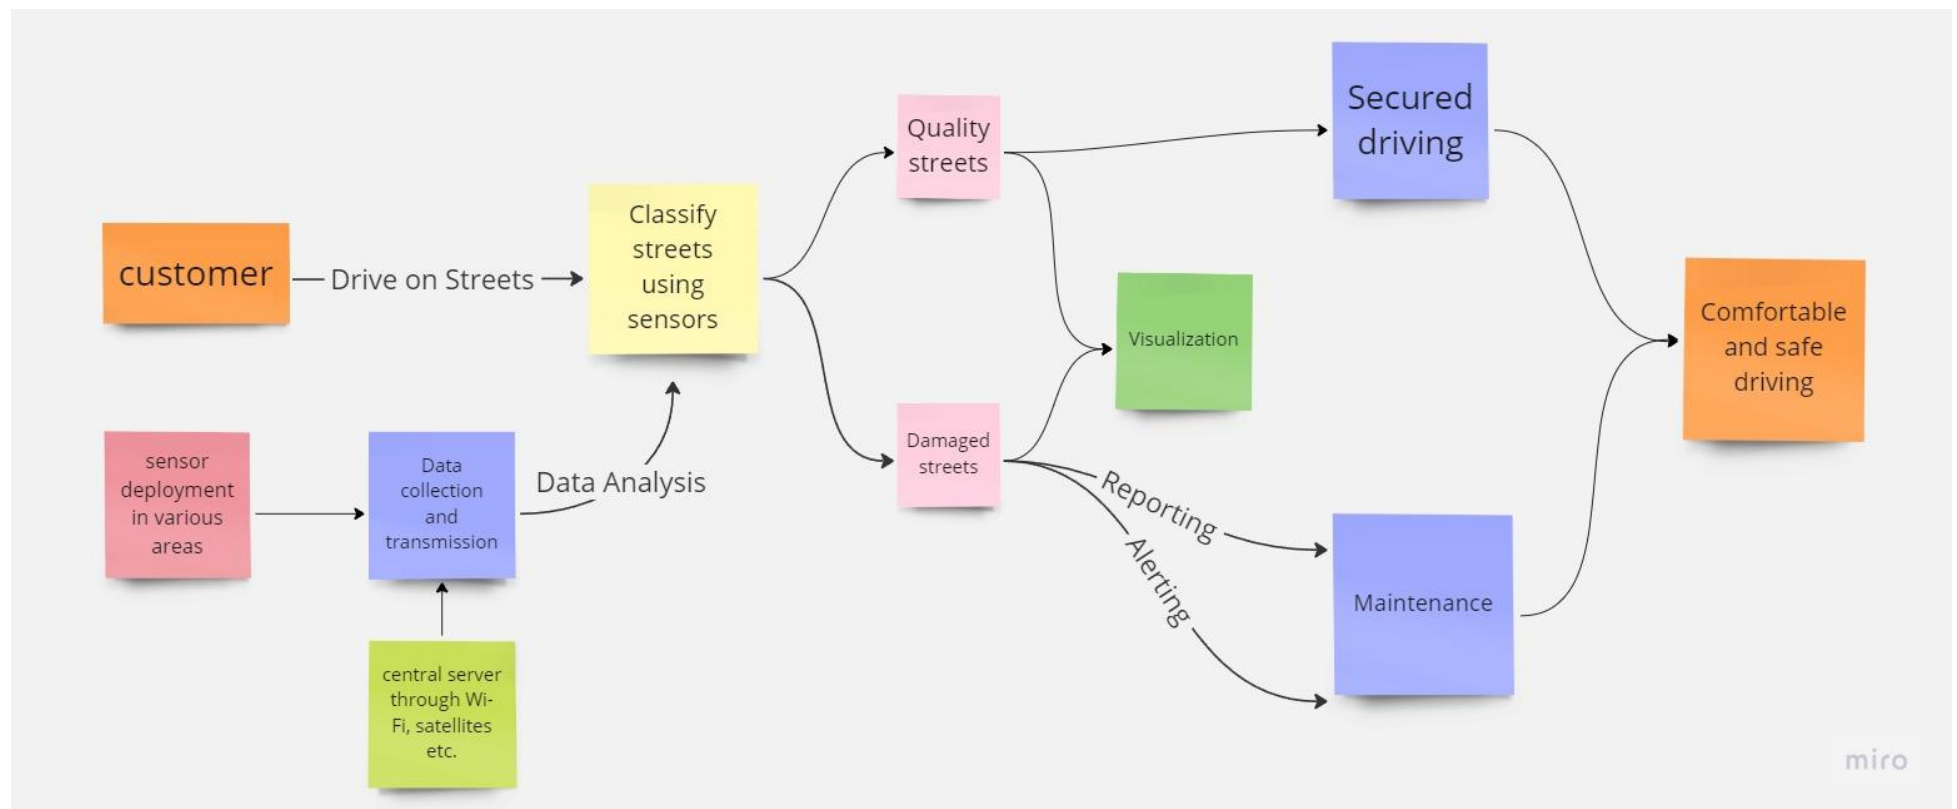 customer
Drive on Streets
Classify
streets
using
sensors
Quality
streets
Secured
driving
Visualization
Comfortable
and safe
driving
sensor
deployment
in various
areas
Data
collection
and
transmission
Data Analysis
Damaged
streets
Reporting
Alerting
Maintenance
central server
through Wi-
Fi, satellites
etc.
miro